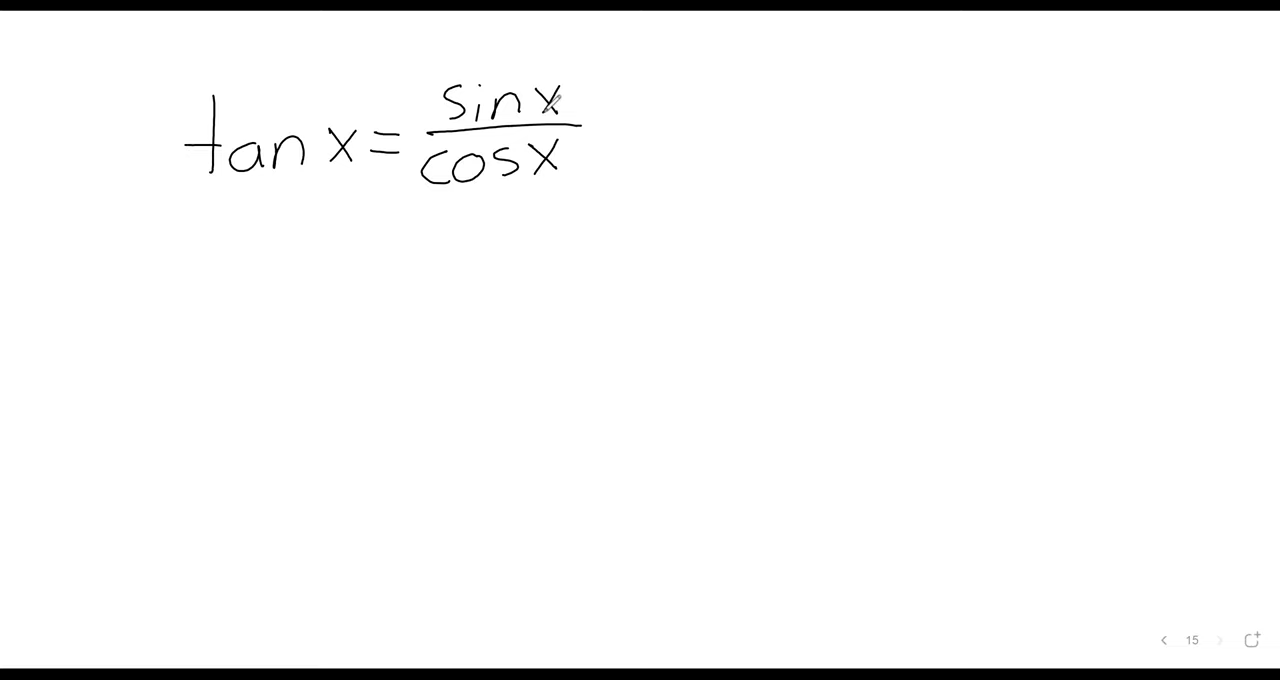 tan x = sin x / cos x
< 15 >